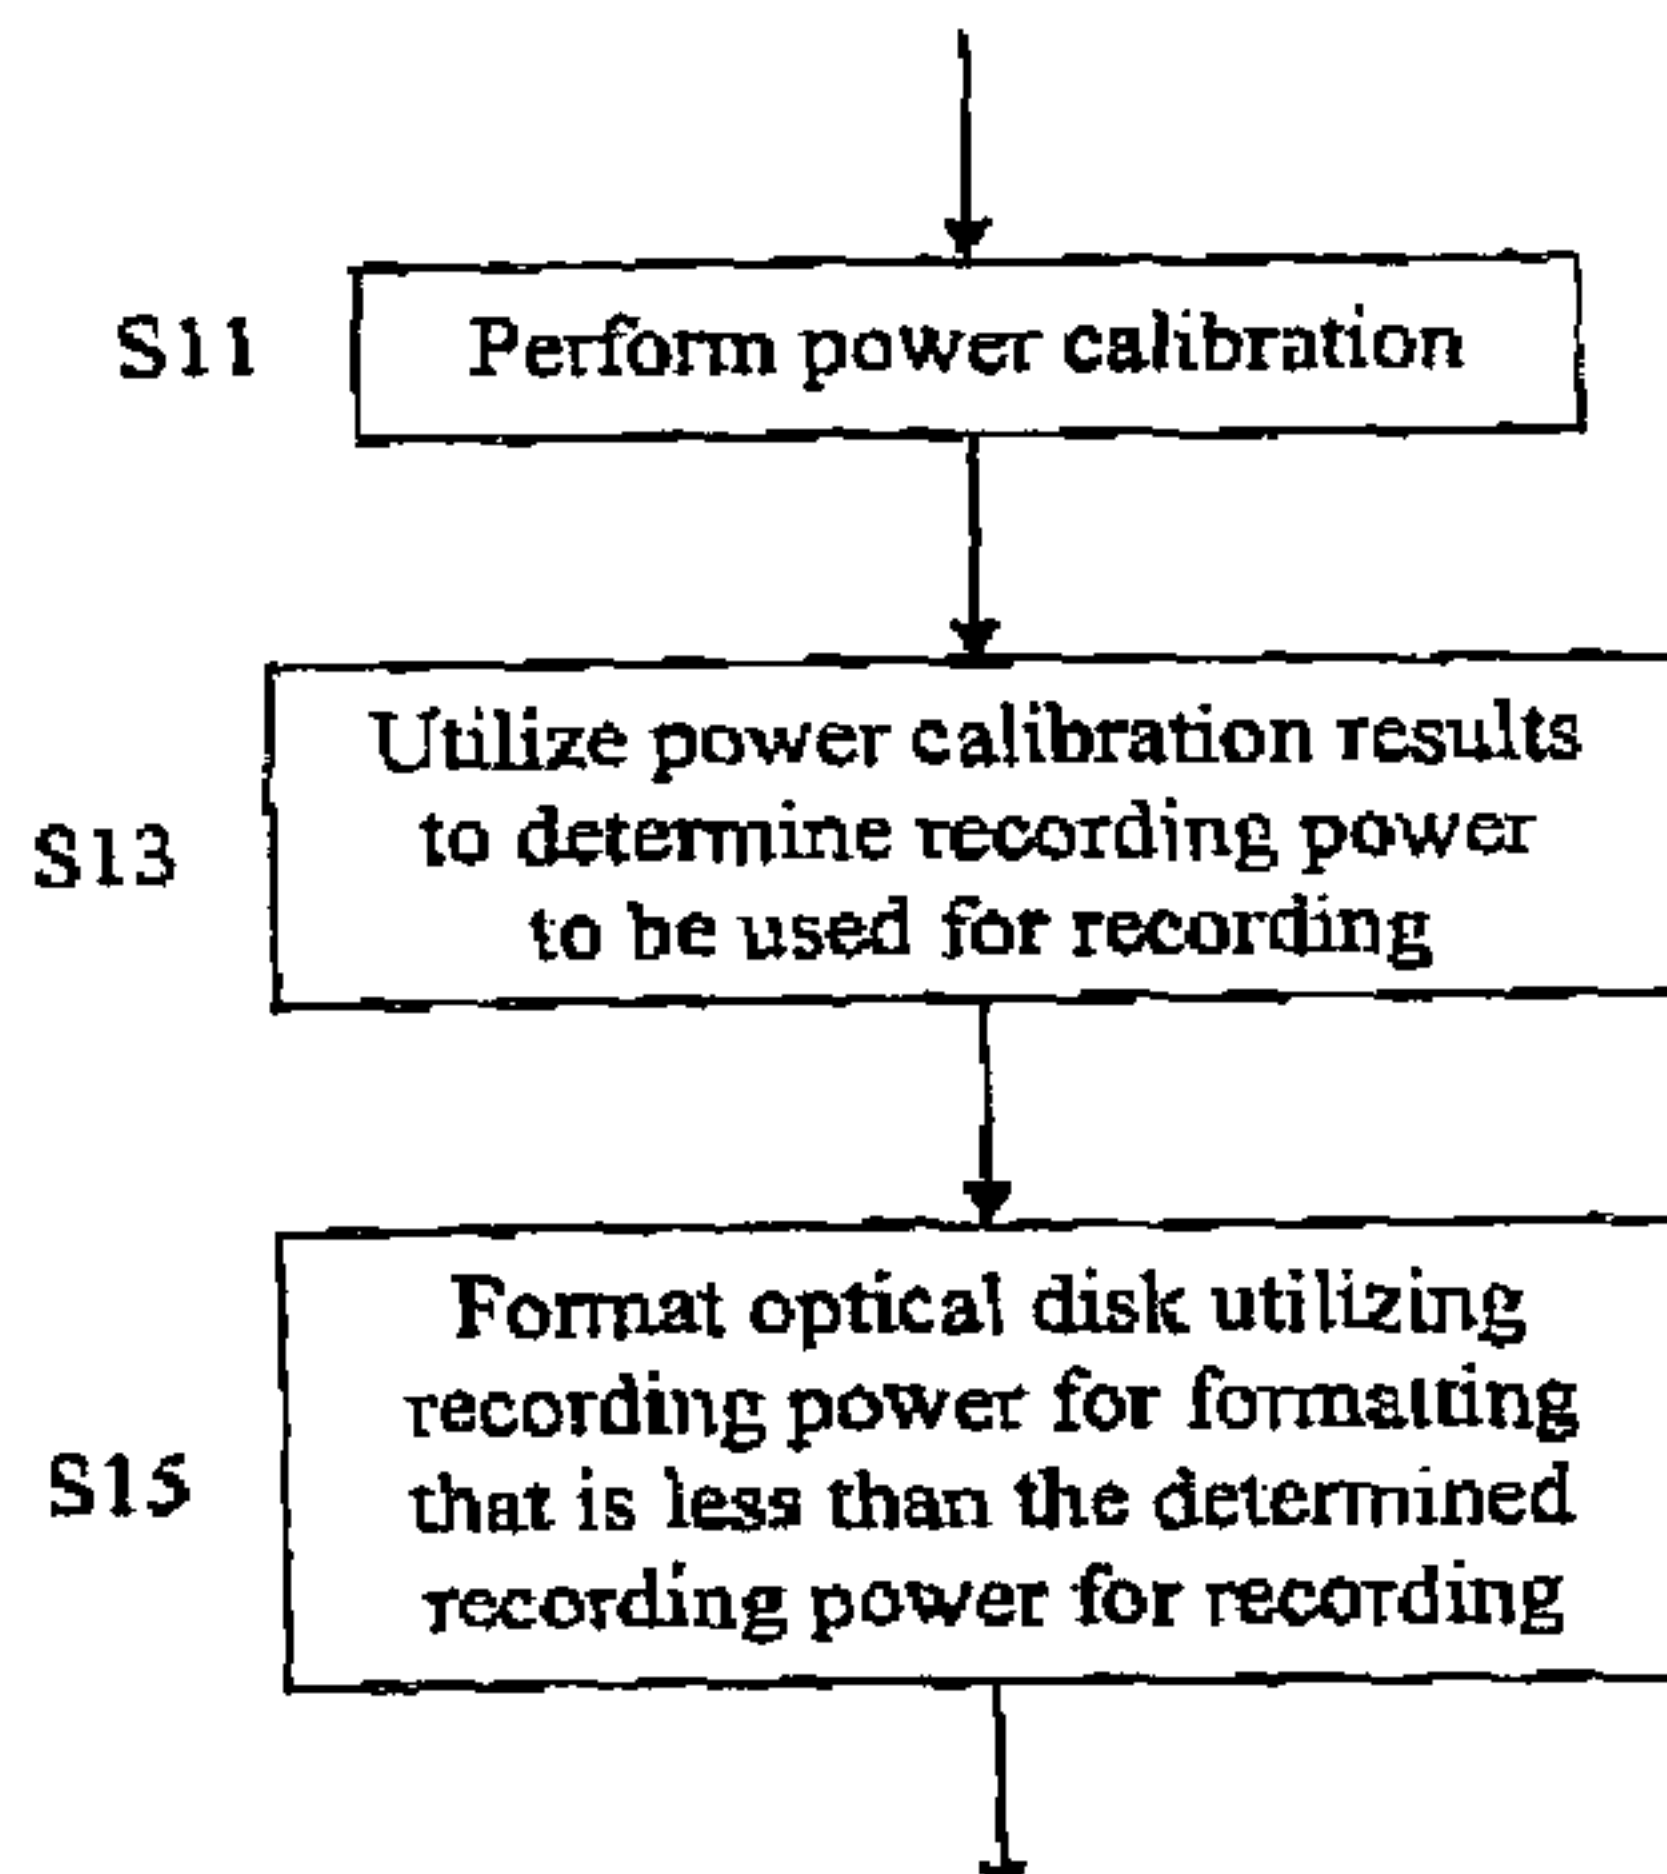 S11
Perform power calibration
S13
Utilize power calibration results
to determine recording power
to be used for recording
S15
Format optical disk utilizing
recording power for formatting
that is less than the determined
recording power for recording